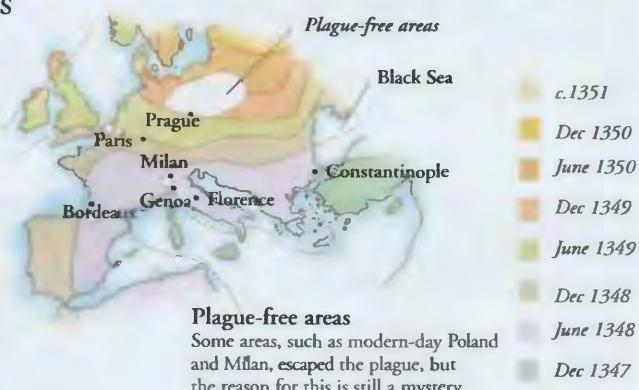 s
Plague-free areas
Black Sea
Prague
Paris
Milan
Constantinople
Genoa
Florence
Bordeaux
c.1351
Dec 1350
June 1350
Dec 1349
June 1349
Dec 1348
June 1348
Dec 1347
Plague-free areas
Some areas, such as modern-day Poland
and Milan, escaped the plague, but
the reason for this is still a mystery